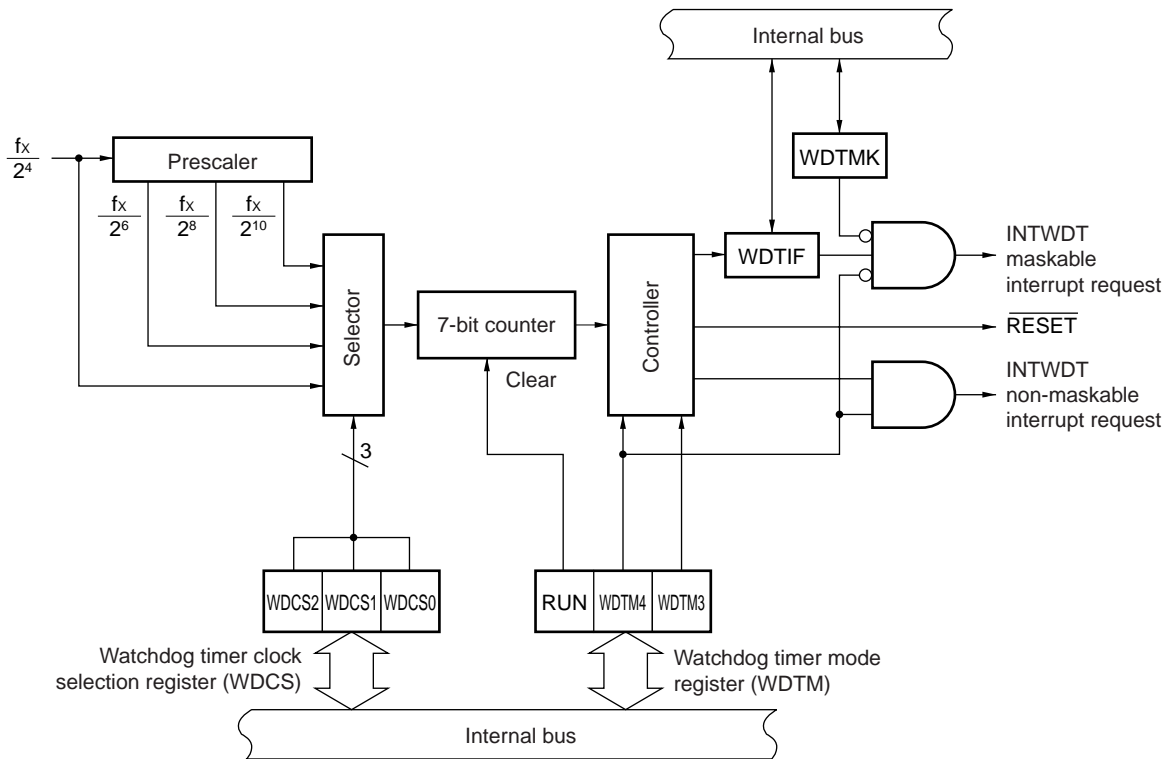 Internal bus
fX
2⁴
Prescaler
WDTMK
fX
2⁶
fX
2⁸
fX
2¹⁰
INTWDT
maskable
interrupt request
WDTIF
Selector
7-bit counter
Controller
RESET
Clear
INTWDT
non-maskable
interrupt request
3
WDCS2 WDCS1 WDCS0
RUN WDTM4 WDTM3
Watchdog timer clock
selection register (WDCS)
Watchdog timer mode
register (WDTM)
Internal bus